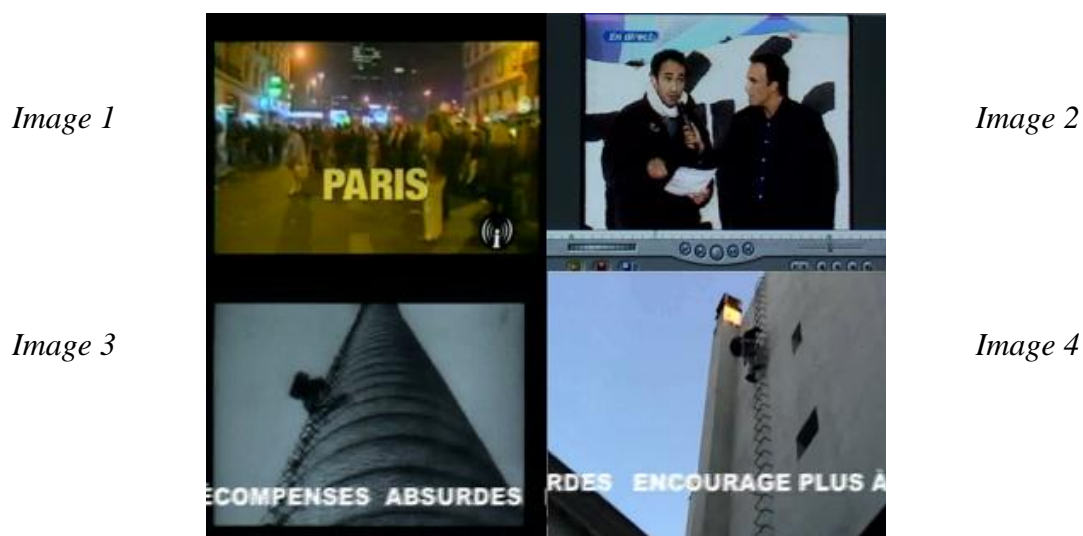 Image 1
Image 2
En direct
PARIS
Image 3
Image 4
ÉCOMPENSES ABSURDES
RDES ENCOURAGE PLUS À